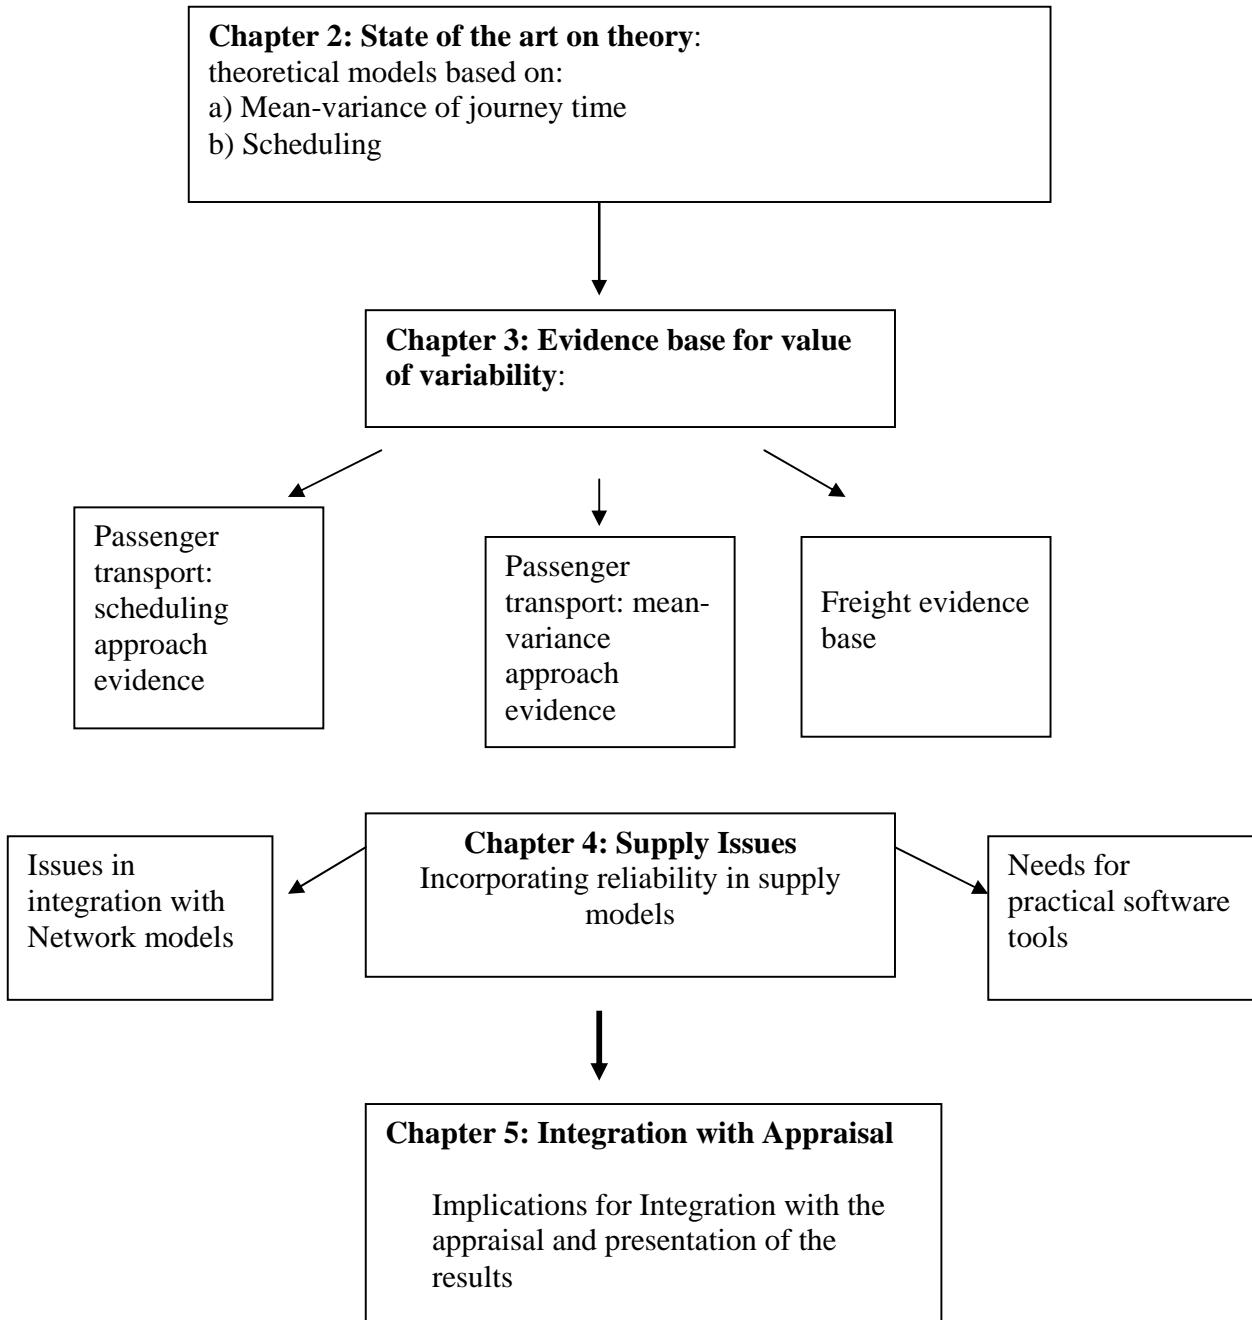 Chapter 2: State of the art on theory:
theoretical models based on:
a) Mean-variance of journey time
b) Scheduling
Chapter 3: Evidence base for value
of variability:
Passenger
transport:
scheduling
approach
evidence
Passenger
transport: mean-
variance
approach
evidence
Freight evidence
base
Issues in
integration with
Network models
Chapter 4: Supply Issues
Incorporating reliability in supply
models
Needs for
practical software
tools
Chapter 5: Integration with Appraisal
Implications for Integration with the
appraisal and presentation of the
results